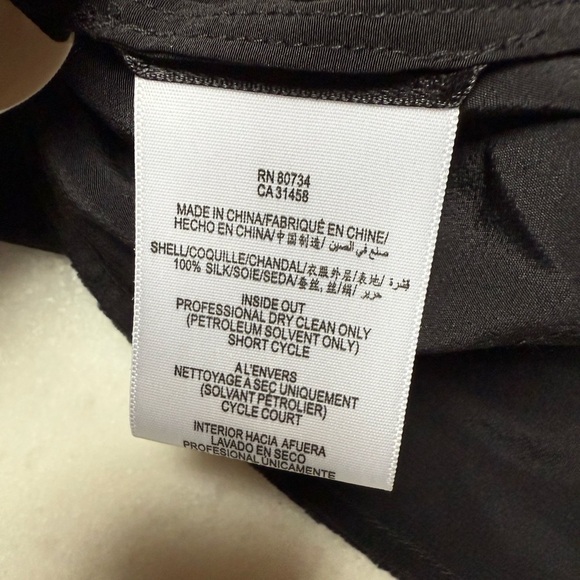 RN 80734
CA 31458
MADE IN CHINA/FABRIQUÉ EN CHINE/
HECHO EN CHINA/中国制造/ صنع في الصين
SHELL/COQUILLE/CHANDAL/衣服外层/表地/ قشرة
100% SILK/SOIE/SEDA/蚕丝, 丝/絹/ حرير
INSIDE OUT
PROFESSIONAL DRY CLEAN ONLY
(PETROLEUM SOLVENT ONLY)
SHORT CYCLE
A L'ENVERS
NETTOYAGE A SEC UNIQUEMENT
(SOLVANT PÉTROLIER)
CYCLE COURT
INTERIOR HACIA AFUERA
LAVADO EN SECO
PROFESIONAL ÚNICAMENTE